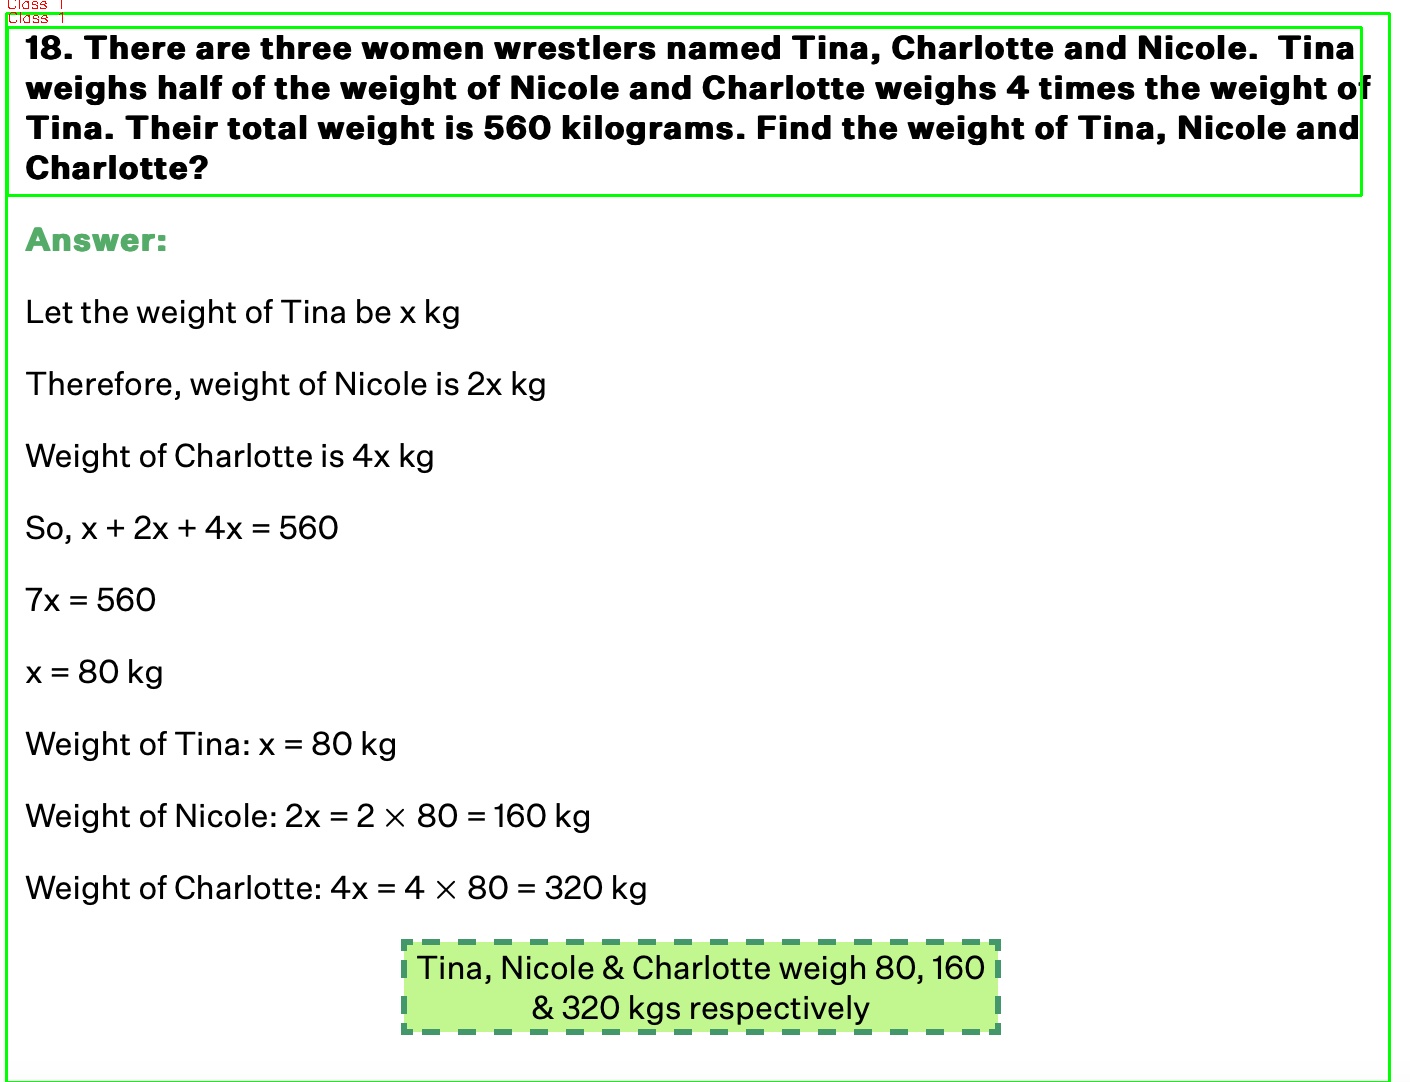 Class 1
Class 1
18. There are three women wrestlers named Tina, Charlotte and Nicole. Tina
weighs half of the weight of Nicole and Charlotte weighs 4 times the weight of
Tina. Their total weight is 560 kilograms. Find the weight of Tina, Nicole and
Charlotte?
Answer:
Let the weight of Tina be x kg
Therefore, weight of Nicole is 2x kg
Weight of Charlotte is 4x kg
So, x + 2x + 4x = 560
7x = 560
x = 80 kg
Weight of Tina: x = 80 kg
Weight of Nicole: 2x = 2 × 80 = 160 kg
Weight of Charlotte: 4x = 4 × 80 = 320 kg
Tina, Nicole & Charlotte weigh 80, 160
& 320 kgs respectively